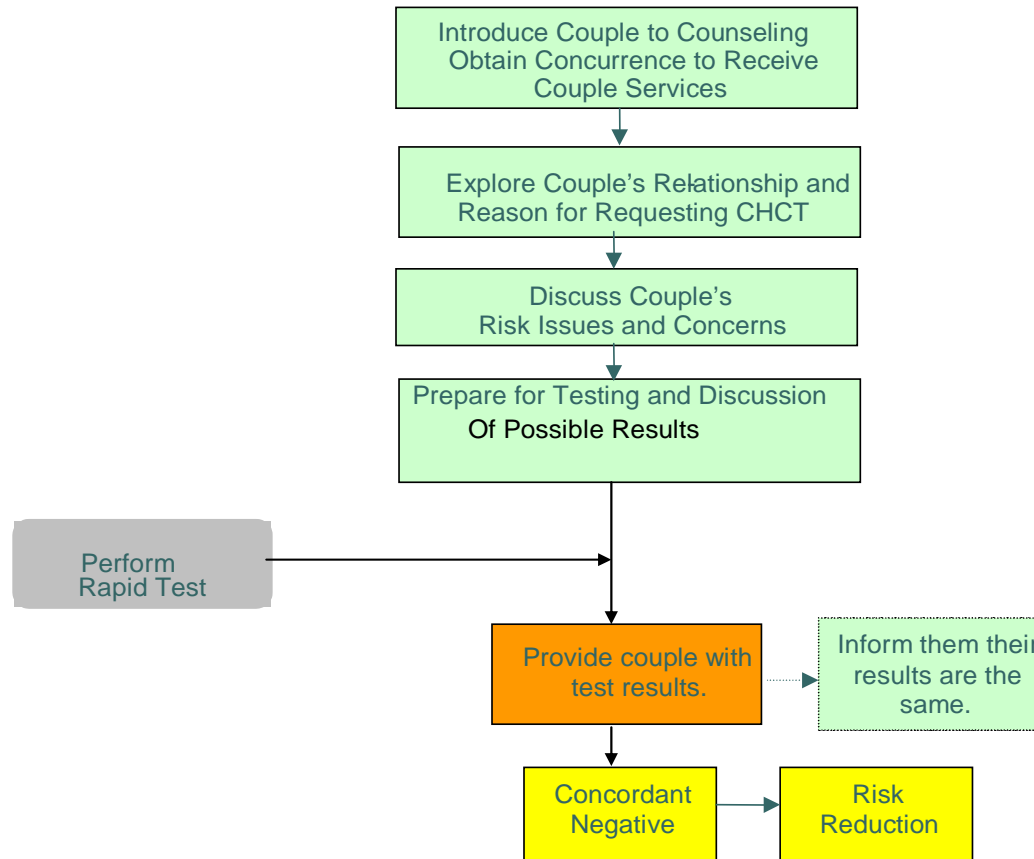 Introduce Couple to Counseling
Obtain Concurrence to Receive
Couple Services
Explore Couple's Relationship and
Reason for Requesting CHCT
Discuss Couple's
Risk Issues and Concerns
Prepare for Testing and Discussion
Of Possible Results
Perform
Rapid Test
Provide couple with
test results.
Inform them their
results are the
same.
Concordant
Negative
Risk
Reduction